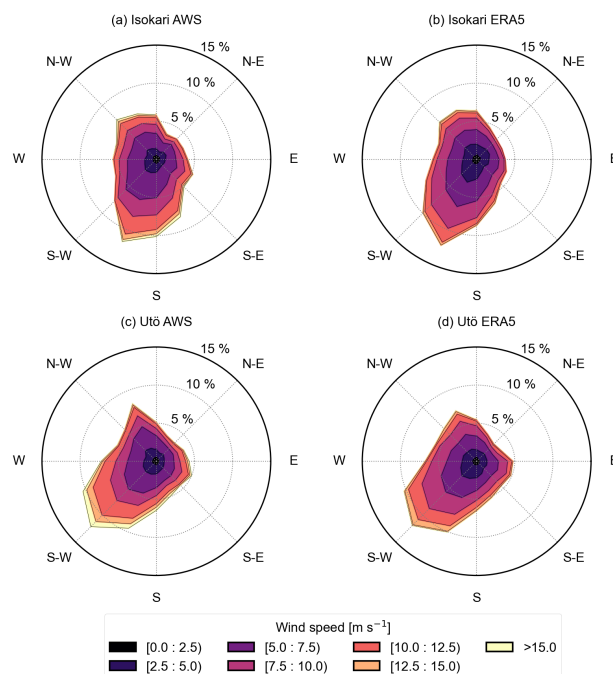 (a) Isokari AWS
(b) Isokari ERA5
15 %
15 %
N-W
N-E
N-W
N-E
10 %
10 %
5 %
5 %
W
E
W
E
S-W
S-E
S-W
S-E
S
S
(c) Utö AWS
(d) Utö ERA5
15 %
15 %
N-W
N-E
N-W
N-E
10 %
10 %
5 %
5 %
W
E
W
E
S-W
S-E
S-W
S-E
S
S
Wind speed [m s⁻¹]
[0.0 : 2.5) [5.0 : 7.5) [10.0 : 12.5) >15.0
[2.5 : 5.0) [7.5 : 10.0) [12.5 : 15.0)